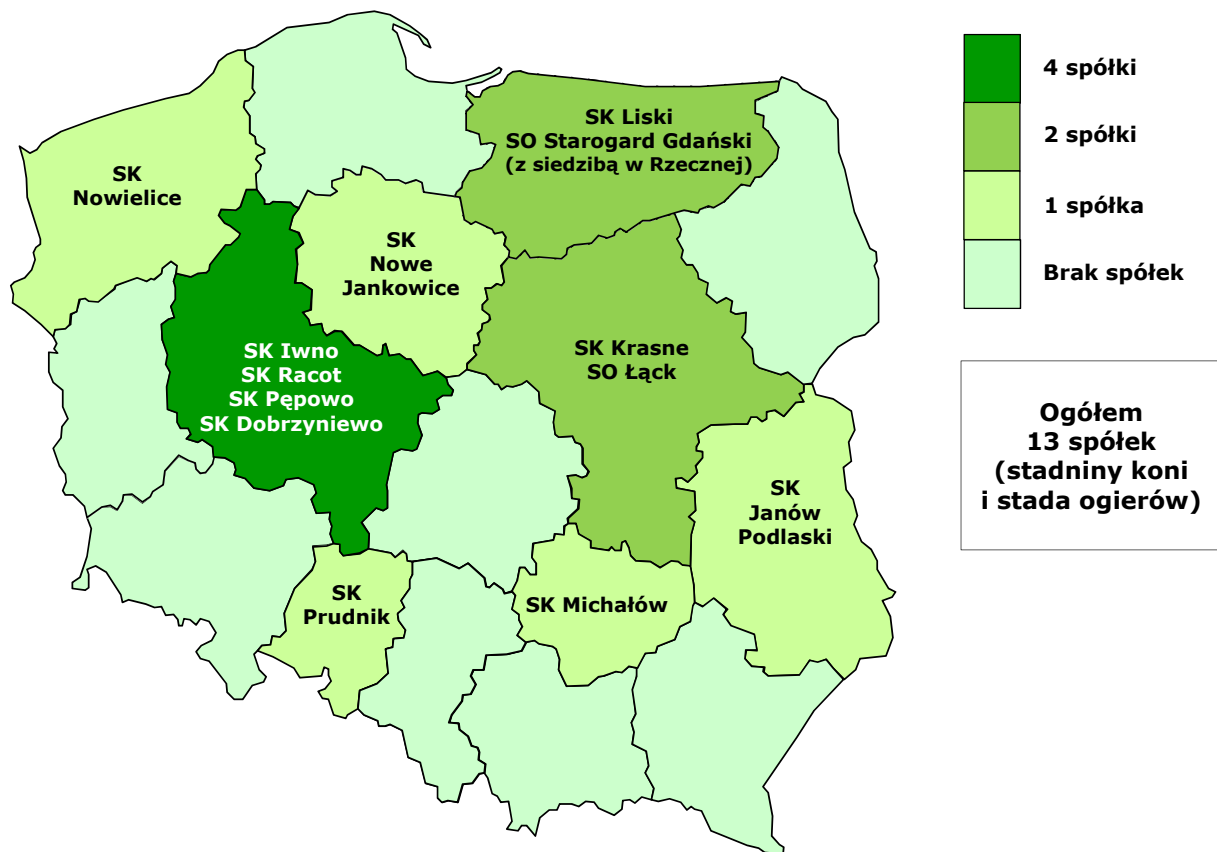 SK Liski
SO Starogard Gdański
(z siedzibą w Rzecznej)
SK
Nowielice
SK
Nowe
Jankowice
SK Iwno
SK Racot
SK Pępowo
SK Dobrzyniewo
SK Krasne
SO Łąck
SK
Janów
Podlaski
SK
Prudnik
SK Michałów
4 spółki
2 spółki
1 spółka
Brak spółek
Ogółem
13 spółek
(stadniny koni
i stada ogierów)